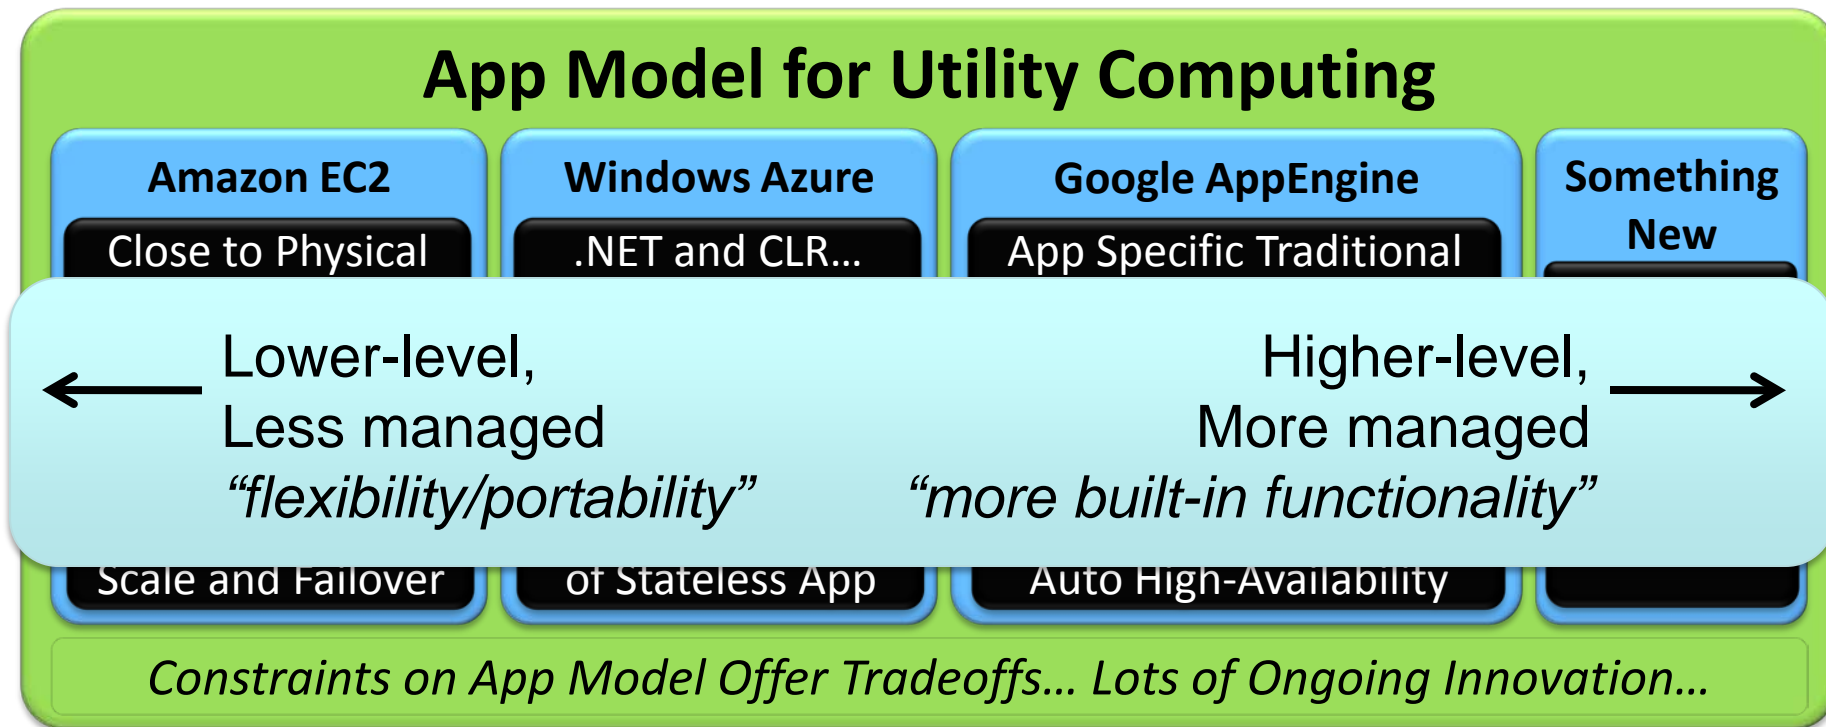 App Model for Utility Computing
Amazon EC2
Close to Physical
Windows Azure
.NET and CLR...
Google AppEngine
App Specific Traditional
Something
New
Lower-level,
Less managed
“flexibility/portability”
Higher-level,
More managed
“more built-in functionality”
Scale and Failover
of Stateless App
Auto High-Availability
Constraints on App Model Offer Tradeoffs... Lots of Ongoing Innovation...